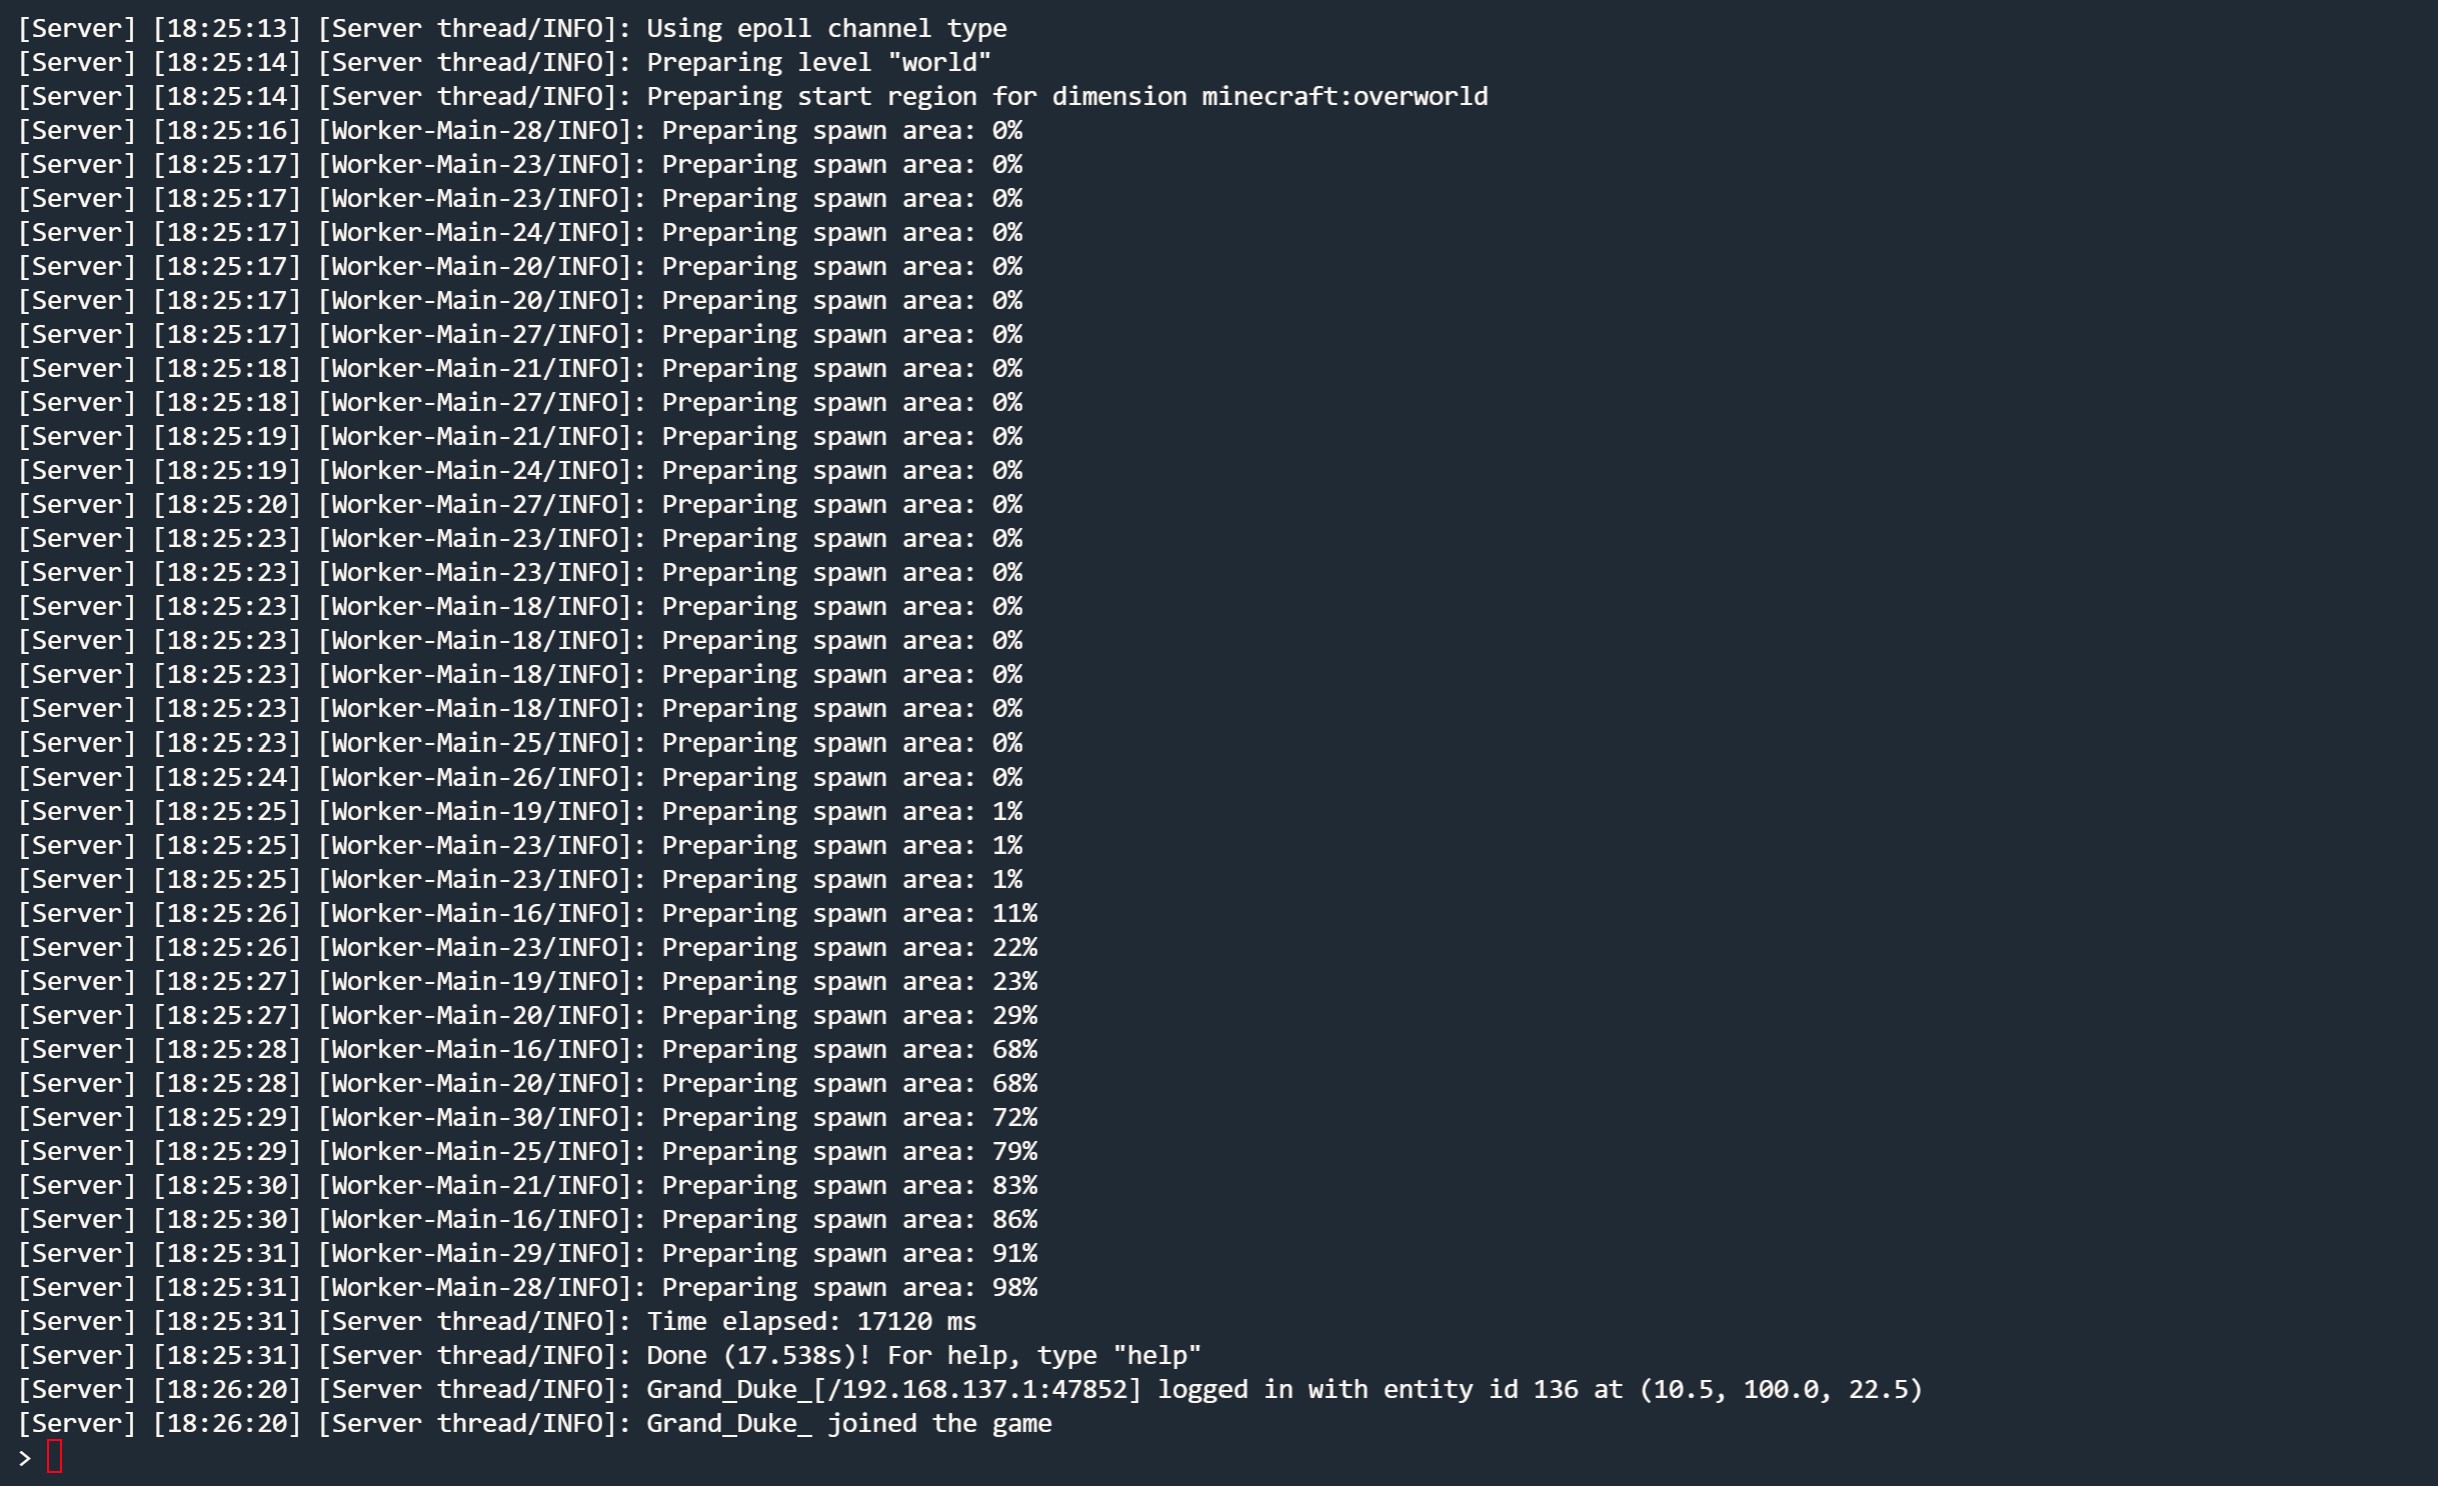 [Server] [18:25:13] [Server thread/INFO]: Using epoll channel type
[Server] [18:25:14] [Server thread/INFO]: Preparing level "world"
[Server] [18:25:14] [Server thread/INFO]: Preparing start region for dimension minecraft:overworld
[Server] [18:25:16] [Worker-Main-28/INFO]: Preparing spawn area: 0%
[Server] [18:25:17] [Worker-Main-23/INFO]: Preparing spawn area: 0%
[Server] [18:25:17] [Worker-Main-23/INFO]: Preparing spawn area: 0%
[Server] [18:25:17] [Worker-Main-24/INFO]: Preparing spawn area: 0%
[Server] [18:25:17] [Worker-Main-20/INFO]: Preparing spawn area: 0%
[Server] [18:25:17] [Worker-Main-20/INFO]: Preparing spawn area: 0%
[Server] [18:25:17] [Worker-Main-27/INFO]: Preparing spawn area: 0%
[Server] [18:25:18] [Worker-Main-21/INFO]: Preparing spawn area: 0%
[Server] [18:25:18] [Worker-Main-27/INFO]: Preparing spawn area: 0%
[Server] [18:25:19] [Worker-Main-21/INFO]: Preparing spawn area: 0%
[Server] [18:25:19] [Worker-Main-24/INFO]: Preparing spawn area: 0%
[Server] [18:25:20] [Worker-Main-27/INFO]: Preparing spawn area: 0%
[Server] [18:25:23] [Worker-Main-23/INFO]: Preparing spawn area: 0%
[Server] [18:25:23] [Worker-Main-23/INFO]: Preparing spawn area: 0%
[Server] [18:25:23] [Worker-Main-18/INFO]: Preparing spawn area: 0%
[Server] [18:25:23] [Worker-Main-18/INFO]: Preparing spawn area: 0%
[Server] [18:25:23] [Worker-Main-18/INFO]: Preparing spawn area: 0%
[Server] [18:25:23] [Worker-Main-18/INFO]: Preparing spawn area: 0%
[Server] [18:25:23] [Worker-Main-25/INFO]: Preparing spawn area: 0%
[Server] [18:25:24] [Worker-Main-26/INFO]: Preparing spawn area: 0%
[Server] [18:25:25] [Worker-Main-19/INFO]: Preparing spawn area: 1%
[Server] [18:25:25] [Worker-Main-23/INFO]: Preparing spawn area: 1%
[Server] [18:25:25] [Worker-Main-23/INFO]: Preparing spawn area: 1%
[Server] [18:25:26] [Worker-Main-16/INFO]: Preparing spawn area: 11%
[Server] [18:25:26] [Worker-Main-23/INFO]: Preparing spawn area: 22%
[Server] [18:25:27] [Worker-Main-19/INFO]: Preparing spawn area: 23%
[Server] [18:25:27] [Worker-Main-20/INFO]: Preparing spawn area: 29%
[Server] [18:25:28] [Worker-Main-16/INFO]: Preparing spawn area: 68%
[Server] [18:25:28] [Worker-Main-20/INFO]: Preparing spawn area: 68%
[Server] [18:25:29] [Worker-Main-30/INFO]: Preparing spawn area: 72%
[Server] [18:25:29] [Worker-Main-25/INFO]: Preparing spawn area: 79%
[Server] [18:25:30] [Worker-Main-21/INFO]: Preparing spawn area: 83%
[Server] [18:25:30] [Worker-Main-16/INFO]: Preparing spawn area: 86%
[Server] [18:25:31] [Worker-Main-29/INFO]: Preparing spawn area: 91%
[Server] [18:25:31] [Worker-Main-28/INFO]: Preparing spawn area: 98%
[Server] [18:25:31] [Server thread/INFO]: Time elapsed: 17120 ms
[Server] [18:25:31] [Server thread/INFO]: Done (17.538s)! For help, type "help"
[Server] [18:26:20] [Server thread/INFO]: Grand_Duke_[/192.168.137.1:47852] logged in with entity id 136 at (10.5, 100.0, 22.5)
[Server] [18:26:20] [Server thread/INFO]: Grand_Duke_ joined the game
>